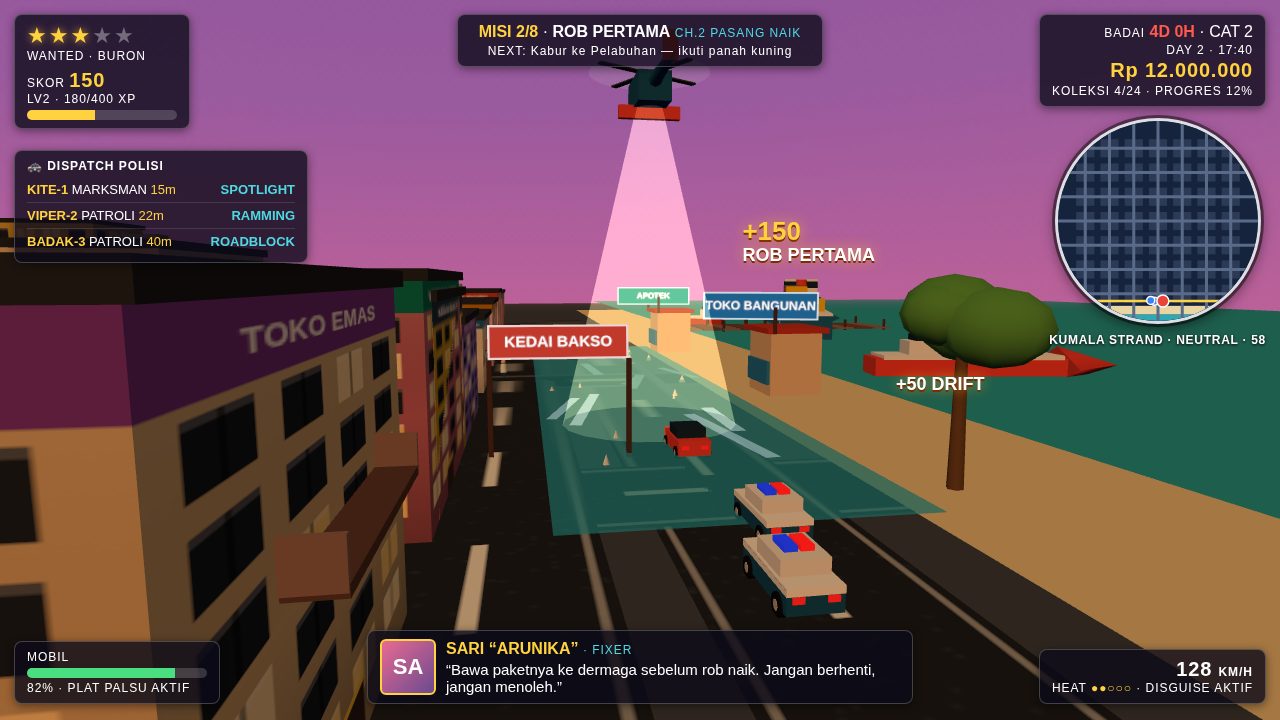 ★★★★★
WANTED · BURON
SKOR 150
LV2 · 180/400 XP
MISI 2/8 · ROB PERTAMA CH.2 PASANG NAIK
NEXT: Kabur ke Pelabuhan — ikuti panah kuning
BADAI 4D 0H · CAT 2
DAY 2 · 17:40
Rp 12.000.000
KOLEKSI 4/24 · PROGRES 12%
🚓 DISPATCH POLISI
KITE-1 MARKSMAN 15m SPOTLIGHT
VIPER-2 PATROLI 22m RAMMING
BADAK-3 PATROLI 40m ROADBLOCK
+150
ROB PERTAMA
APOTEK
TOKO BANGUNAN
TOKO EMAS
KEDAI BAKSO
KUMALA STRAND · NEUTRAL · 58
+50 DRIFT
MOBIL
82% · PLAT PALSU AKTIF
SA
SARI “ARUNIKA” · FIXER
“Bawa paketnya ke dermaga sebelum rob naik. Jangan berhenti,
jangan menoleh.”
128 KM/H
HEAT ●●○○○ · DISGUISE AKTIF